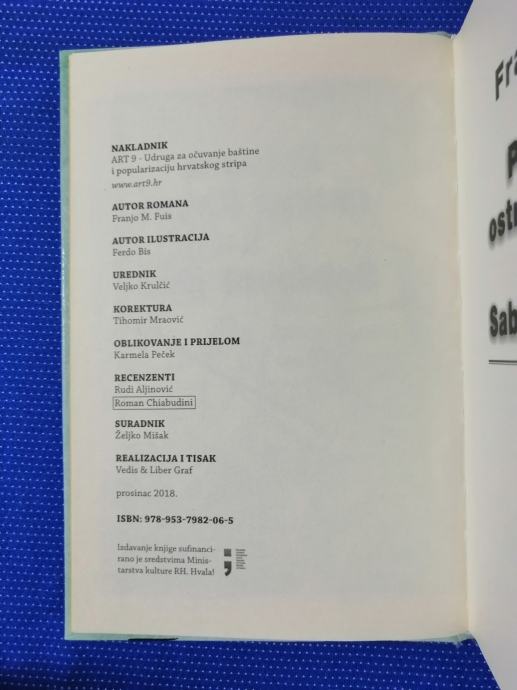 NAKLADNIK
ART 9 - Udruga za očuvanje baštine
i popularizaciju hrvatskog stripa
www.art9.hr
AUTOR ROMANA
Franjo M. Fuis
AUTOR ILUSTRACIJA
Ferdo Bis
UREDNIK
Veljko Krulčić
KOREKTURA
Tihomir Mraović
OBLIKOVANJE I PRIJELOM
Karmela Peček
RECENZENTI
Rudi Aljinović
Roman Chiabudini
SURADNIK
Željko Mišak
REALIZACIJA I TISAK
Vedis & Liber Graf
prosinac 2018.
ISBN: 978-953-7982-06-5
Izdavanje knjige sufinanci-
rano je sredstvima Minis-
tarstva kulture RH. Hvala!
Fra
P
ostr
Sab